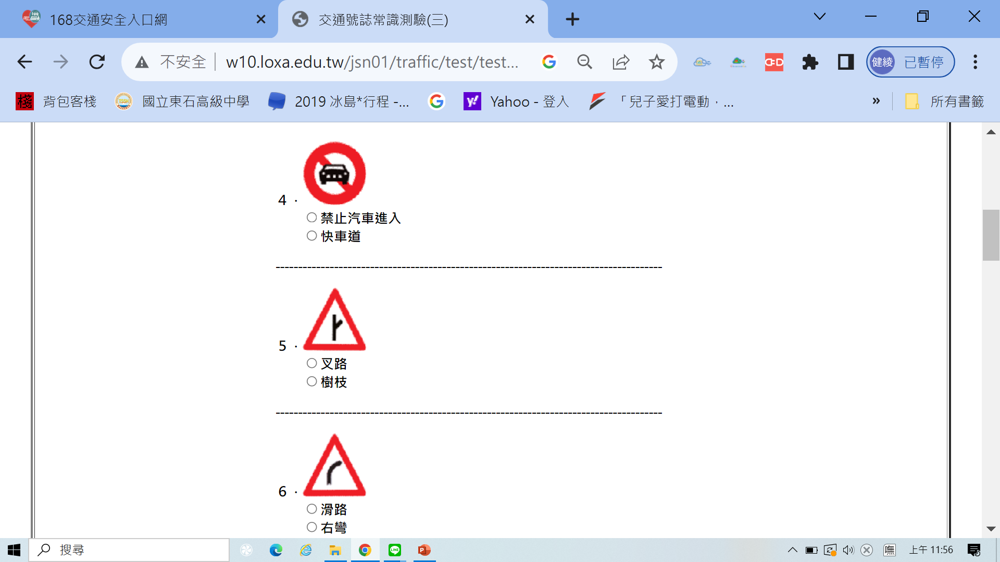 168交通安全入口網
交通號誌常識測驗(三)
不安全 w10.loxa.edu.tw/jsn01/traffic/test/test...
健綾 已暫停
背包客棧 國立東石高級中學 2019 冰島*行程 -... Yahoo - 登入 「兒子愛打電動，... » 所有書籤
4 .
禁止汽車進入
快車道
--------------------------------------------------------------------------------------
5 .
叉路
樹枝
--------------------------------------------------------------------------------------
6 .
滑路
右彎
搜尋
上午 11:56